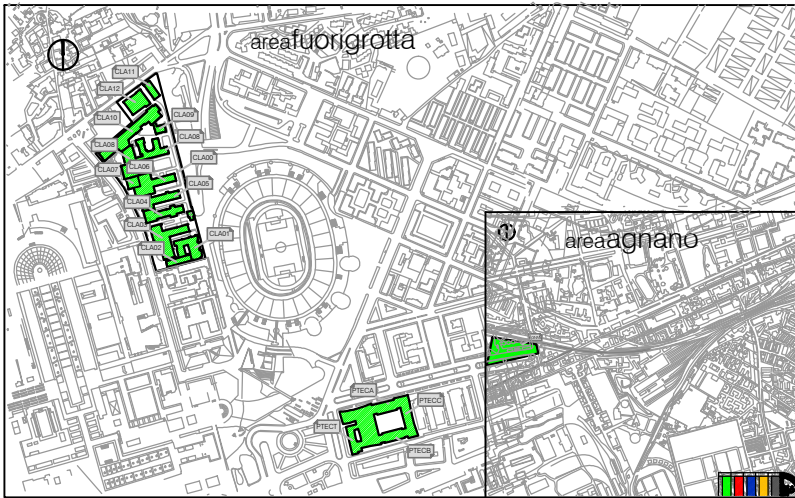 areafuorigrotta
CLA11
CLA12
CLA10
CLA09
CLA08
CLA08
CLA00
CLA07
CLA06
CLA05
CLA04
CLA03
CLA01
CLA02
areaagnano
PTECA
PTECC
PTECT
PTECB